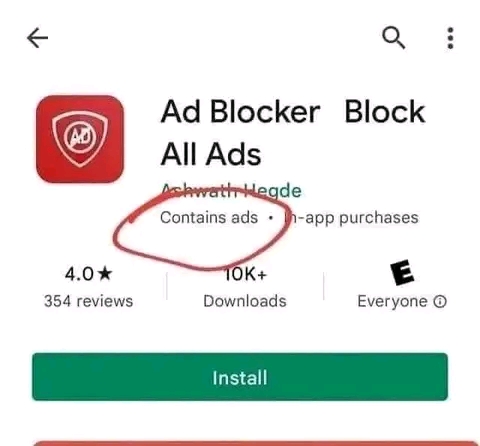 Ad Blocker Block
All Ads
AD
Ashwath Hegde
Contains ads • In-app purchases
4.0★ 10K+ E
354 reviews Downloads Everyone
Install